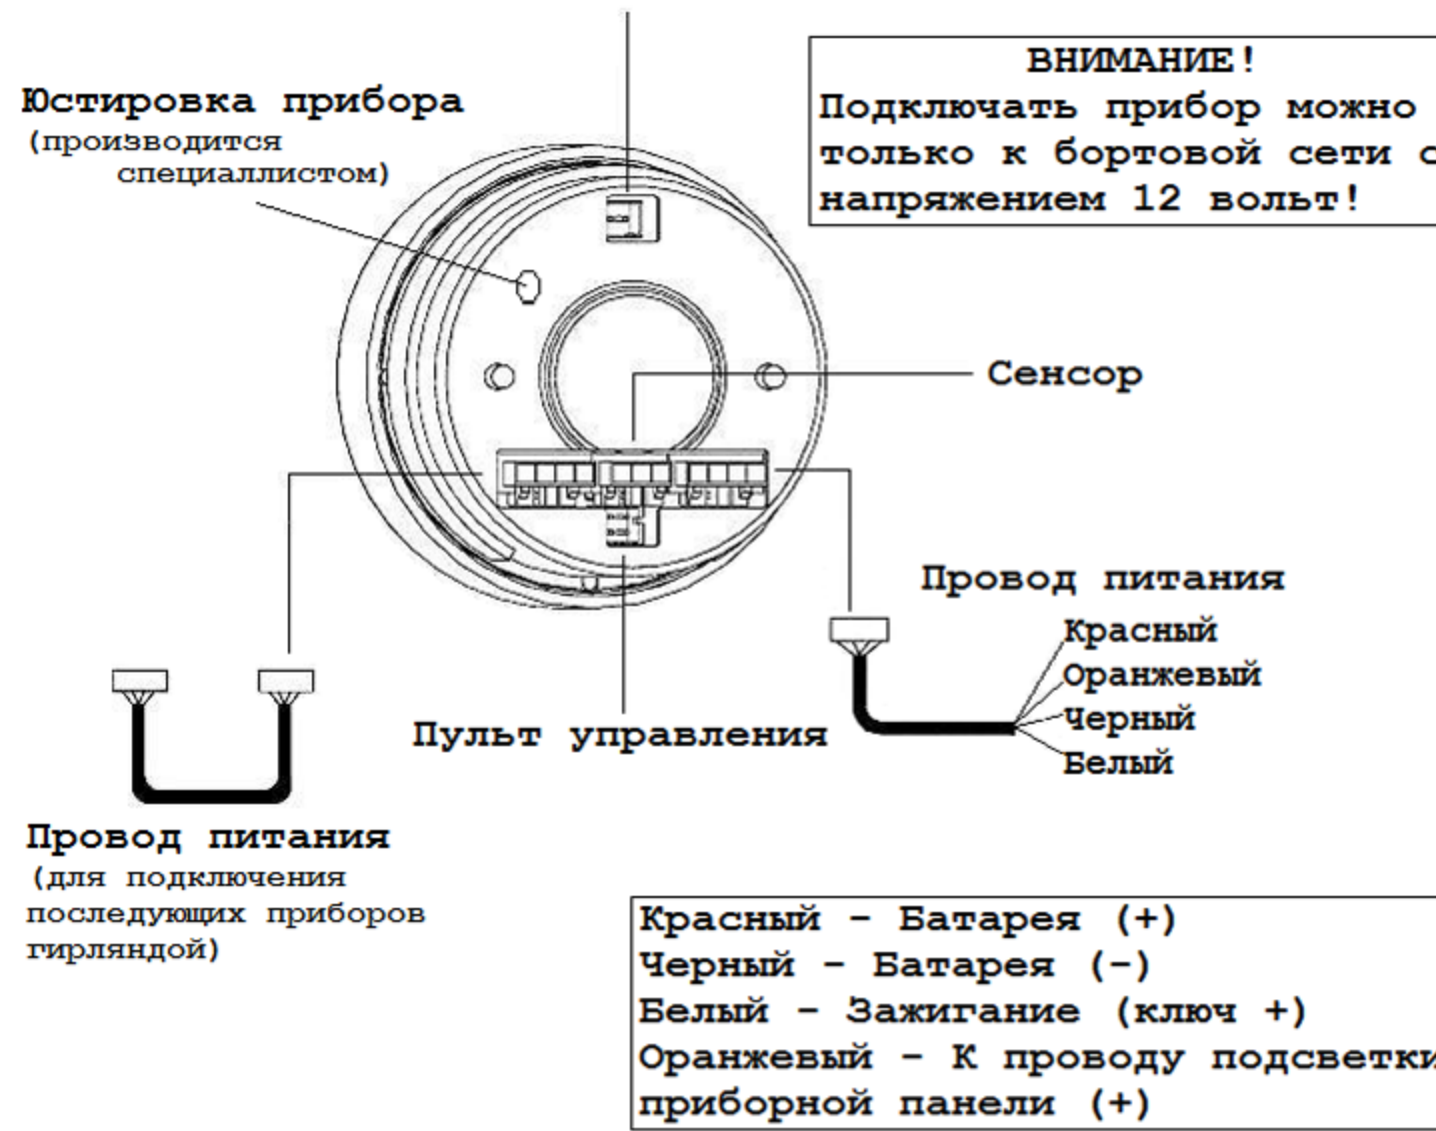 ВНИМАНИЕ!
Подключать прибор можно
только к бортовой сети с
напряжением 12 вольт!
Юстировка прибора
(производится
специаллистом)
Сенсор
Провод питания
Красный
Оранжевый
Черный
Белый
Пульт управления
Провод питания
(для подключения
последующих приборов
гирляндой)
Красный - Батарея (+)
Черный - Батарея (-)
Белый - Зажигание (ключ +)
Оранжевый - К проводу подсветки
приборной панели (+)